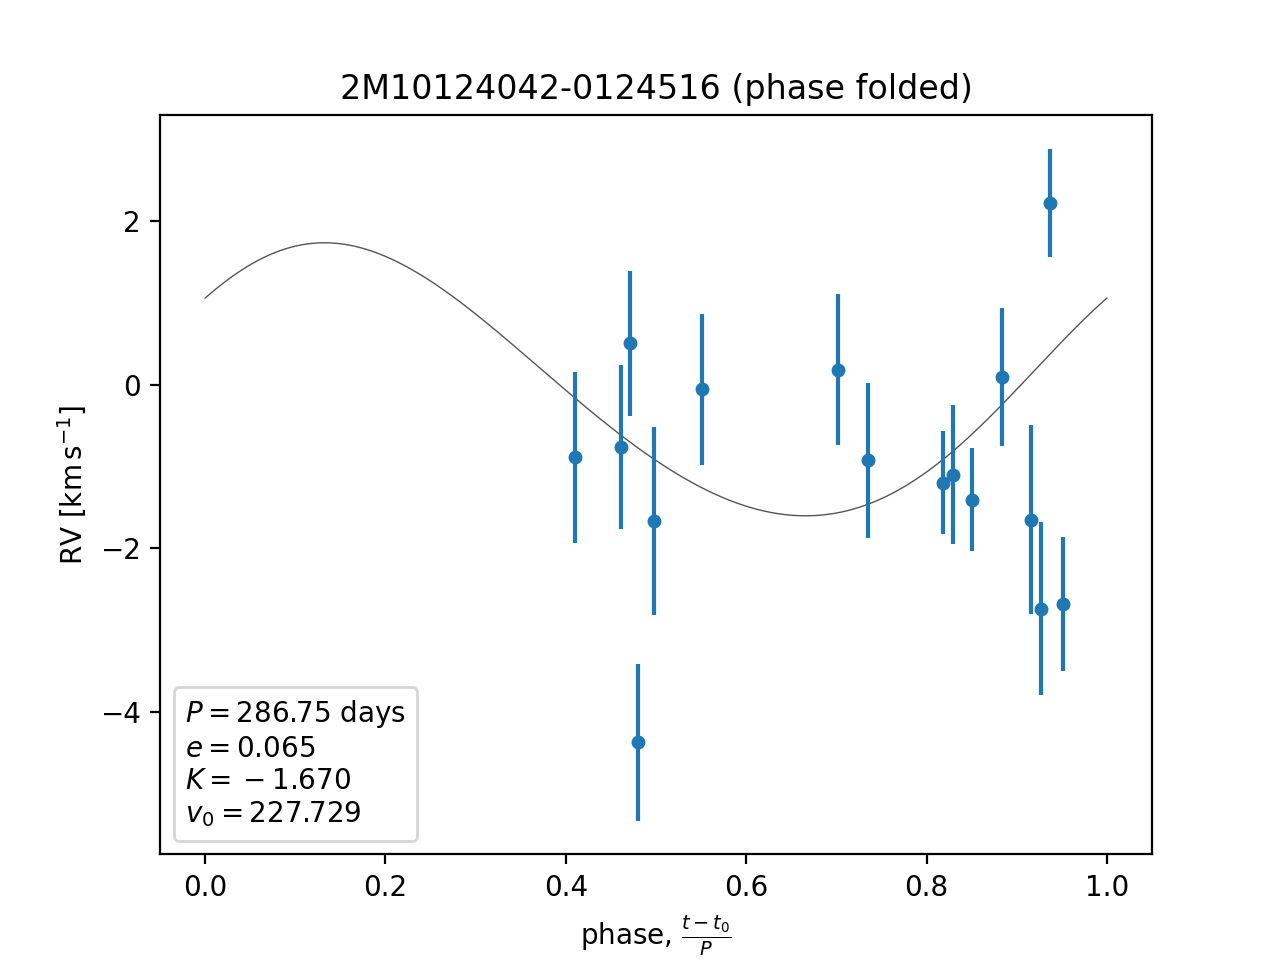 2M10124042-0124516 (phase folded)
RV [km s⁻¹]
2
0
−2
−4
P = 286.75 days
e = 0.065
K = − 1.670
v₀ = 227.729
0.0 0.2 0.4 0.6 0.8 1.0
phase, (t − t₀)/P